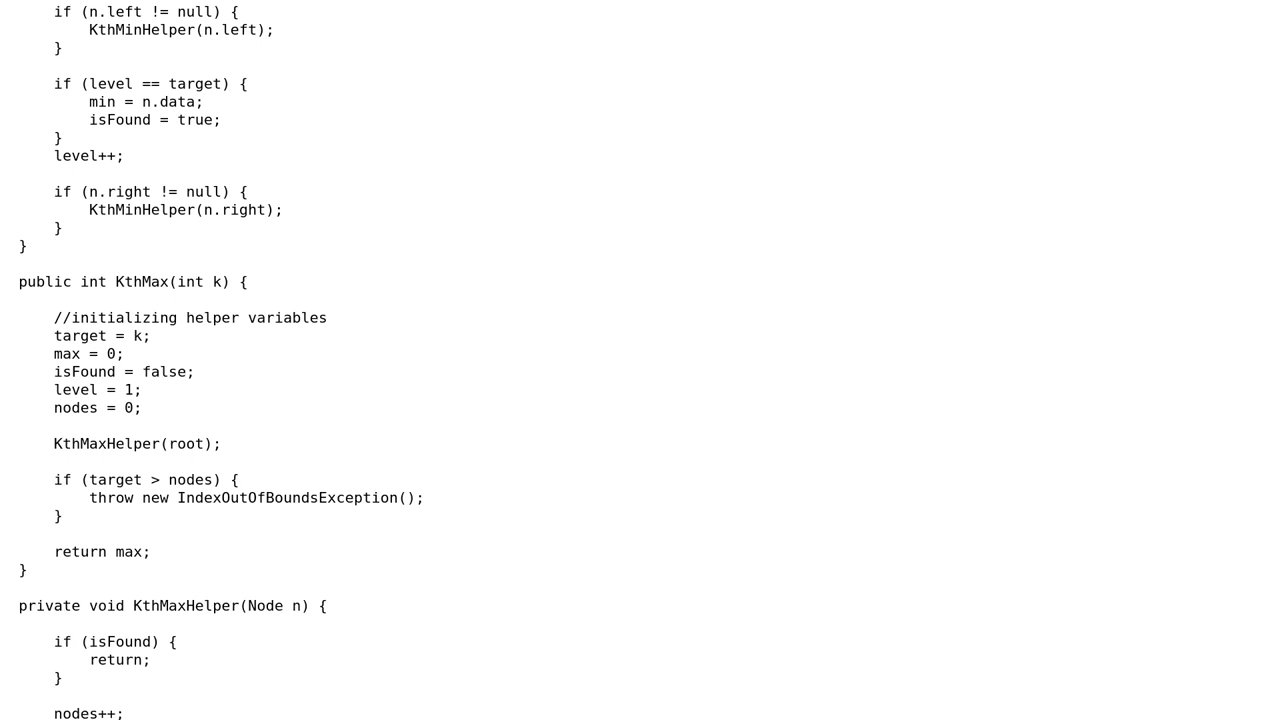 if (n.left != null) {
        KthMinHelper(n.left);
    }

    if (level == target) {
        min = n.data;
        isFound = true;
    }
    level++;

    if (n.right != null) {
        KthMinHelper(n.right);
    }
}

public int KthMax(int k) {

    //initializing helper variables
    target = k;
    max = 0;
    isFound = false;
    level = 1;
    nodes = 0;

    KthMaxHelper(root);

    if (target > nodes) {
        throw new IndexOutOfBoundsException();
    }

    return max;
}

private void KthMaxHelper(Node n) {

    if (isFound) {
        return;
    }

    nodes++;